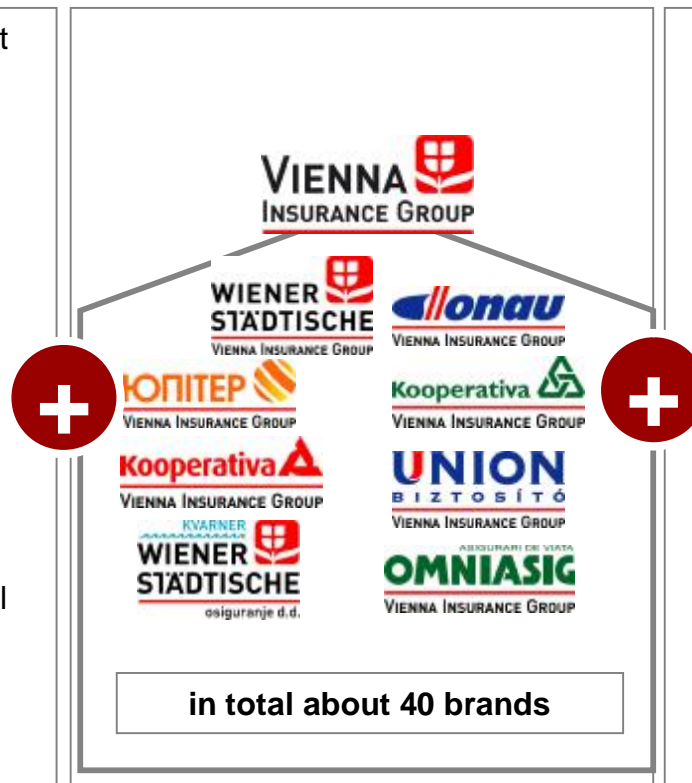 t
VIENNA
INSURANCE GROUP
WIENER
STÄDTISCHE
VIENNA INSURANCE GROUP
Donau
VIENNA INSURANCE GROUP
ЮПІТЕР
VIENNA INSURANCE GROUP
Kooperativa
VIENNA INSURANCE GROUP
Kooperativa
VIENNA INSURANCE GROUP
UNION
BIZTOSÍTÓ
VIENNA INSURANCE GROUP
KVARNER
WIENER
STÄDTISCHE
osiguranje d.d.
ASIGURARI DE VIATA
OMNIASIG
VIENNA INSURANCE GROUP
+
+
l
in total about 40 brands